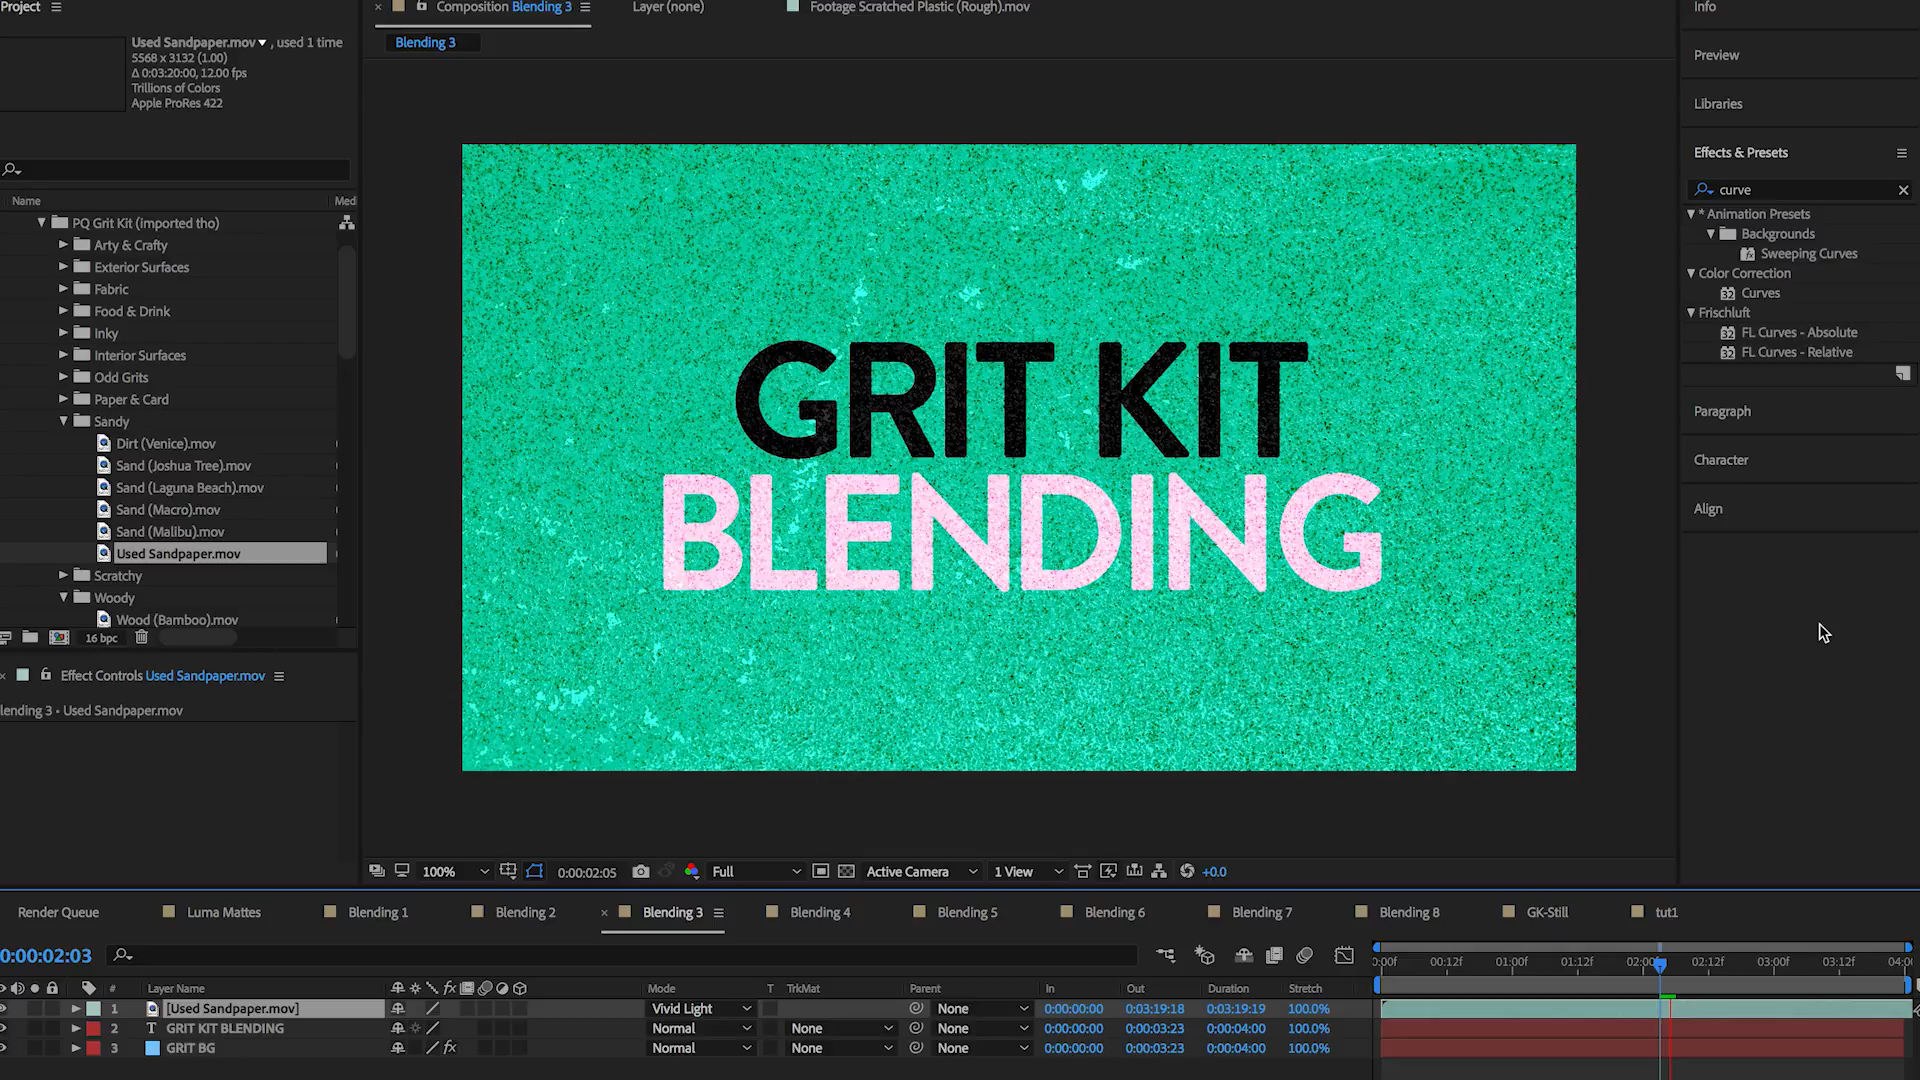 Project
Composition Blending 3
Layer (none)
Footage Scratched Plastic (Rough).mov
Info
Used Sandpaper.mov , used 1 time
5568 x 3132 (1.00)
Δ 0:03:20:00, 12.00 fps
Trillions of Colors
Apple ProRes 422
Blending 3
Preview
Libraries
Effects & Presets
curve
* Animation Presets
Backgrounds
Sweeping Curves
Color Correction
Curves
Frischluft
FL Curves - Absolute
FL Curves - Relative
Paragraph
Character
Align
Name
Med
PQ Grit Kit (imported tho)
Arty & Crafty
Exterior Surfaces
Fabric
Food & Drink
Inky
Interior Surfaces
Odd Grits
Paper & Card
Sandy
Dirt (Venice).mov
Sand (Joshua Tree).mov
Sand (Laguna Beach).mov
Sand (Macro).mov
Sand (Malibu).mov
Used Sandpaper.mov
Scratchy
Woody
Wood (Bamboo).mov
16 bpc
GRIT KIT
BLENDING
Effect Controls Used Sandpaper.mov
lending 3 • Used Sandpaper.mov
100%
0:00:02:05
Full
Active Camera
1 View
+0.0
Render Queue
Luma Mattes
Blending 1
Blending 2
Blending 3
Blending 4
Blending 5
Blending 6
Blending 7
Blending 8
GK-Still
tut1
0:00:02:03
0:00f 00:12f 01:00f 01:12f 02:00f 02:12f 03:00f 03:12f 04:00
# Layer Name Mode T TrkMat Parent In Out Duration Stretch
1 [Used Sandpaper.mov] Vivid Light None 0:00:00:00 0:03:19:18 0:03:19:19 100.0%
2 T GRIT KIT BLENDING Normal None None 0:00:00:00 0:00:03:23 0:00:04:00 100.0%
3 GRIT BG fx Normal None None 0:00:00:00 0:00:03:23 0:00:04:00 100.0%